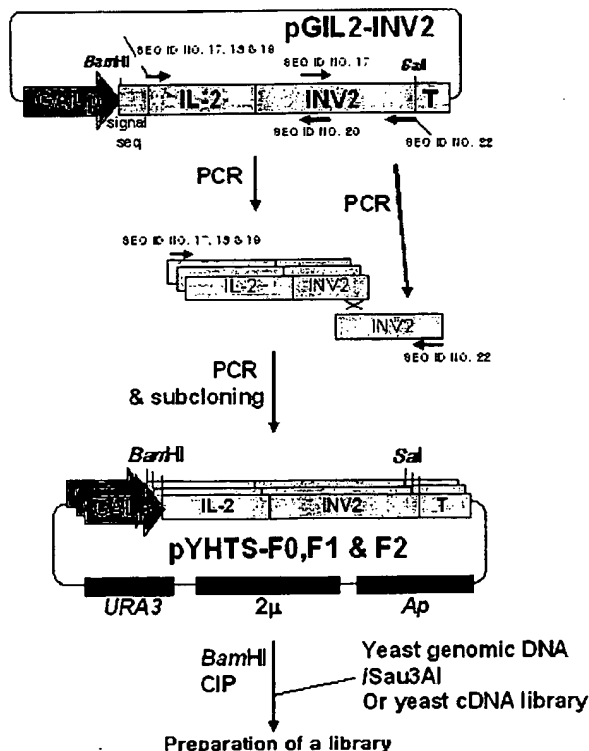 pGIL2-INV2
BamHI
SEQ ID NO. 17, 18 & 19
SEQ ID NO. 17
SalI
IL-2
INV2
T
signal
seq
SEQ ID NO. 20
SEQ ID NO. 22
PCR
PCR
SEQ ID NO. 17, 18 & 19
IL-2
INV2
INV2
SEQ ID NO. 22
PCR
& subcloning
BamHI
SalI
IL-2
INV2
T
pYHTS-F0,F1 & F2
URA3
2μ
Ap
BamHI
CIP
Yeast genomic DNA
/Sau3AI
Or yeast cDNA library
Preparation of a library